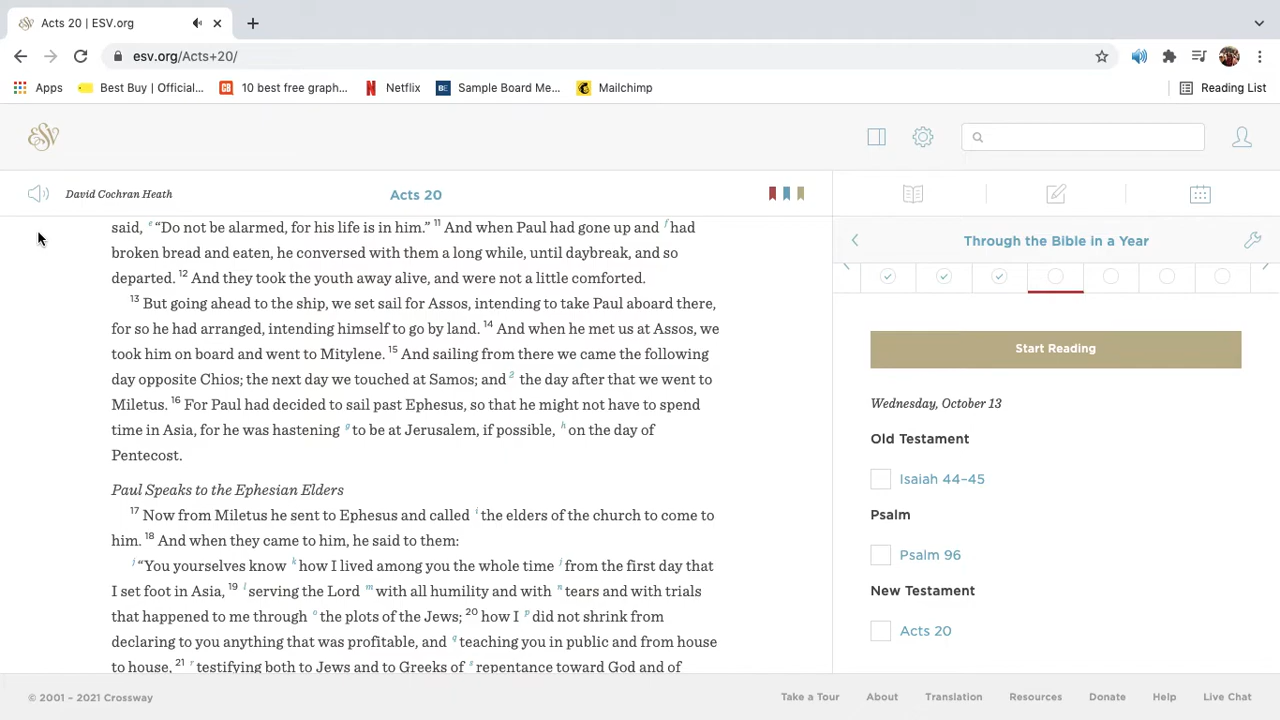 Acts 20 | ESV.org
esv.org/Acts+20/
Apps
Best Buy | Official...
10 best free graph...
Netflix
BE
Sample Board Me...
Mailchimp
Reading List
ESV
David Cochran Heath
Acts 20
said, e “Do not be alarmed, for his life is in him.” 11 And when Paul had gone up and f had
broken bread and eaten, he conversed with them a long while, until daybreak, and so
departed. 12 And they took the youth away alive, and were not a little comforted.
13 But going ahead to the ship, we set sail for Assos, intending to take Paul aboard there,
for so he had arranged, intending himself to go by land. 14 And when he met us at Assos, we
took him on board and went to Mitylene. 15 And sailing from there we came the following
day opposite Chios; the next day we touched at Samos; and 2 the day after that we went to
Miletus. 16 For Paul had decided to sail past Ephesus, so that he might not have to spend
time in Asia, for he was hastening g to be at Jerusalem, if possible, h on the day of
Pentecost.
Paul Speaks to the Ephesian Elders
17 Now from Miletus he sent to Ephesus and called i the elders of the church to come to
him. 18 And when they came to him, he said to them:
j “You yourselves know k how I lived among you the whole time j from the first day that
I set foot in Asia, 19 l serving the Lord m with all humility and with n tears and with trials
that happened to me through o the plots of the Jews; 20 how I p did not shrink from
declaring to you anything that was profitable, and q teaching you in public and from house
to house, 21 r testifying both to Jews and to Greeks of s repentance toward God and of
Through the Bible in a Year
Start Reading
Wednesday, October 13
Old Testament
Isaiah 44–45
Psalm
Psalm 96
New Testament
Acts 20
© 2001 – 2021 Crossway
Take a Tour
About
Translation
Resources
Donate
Help
Live Chat